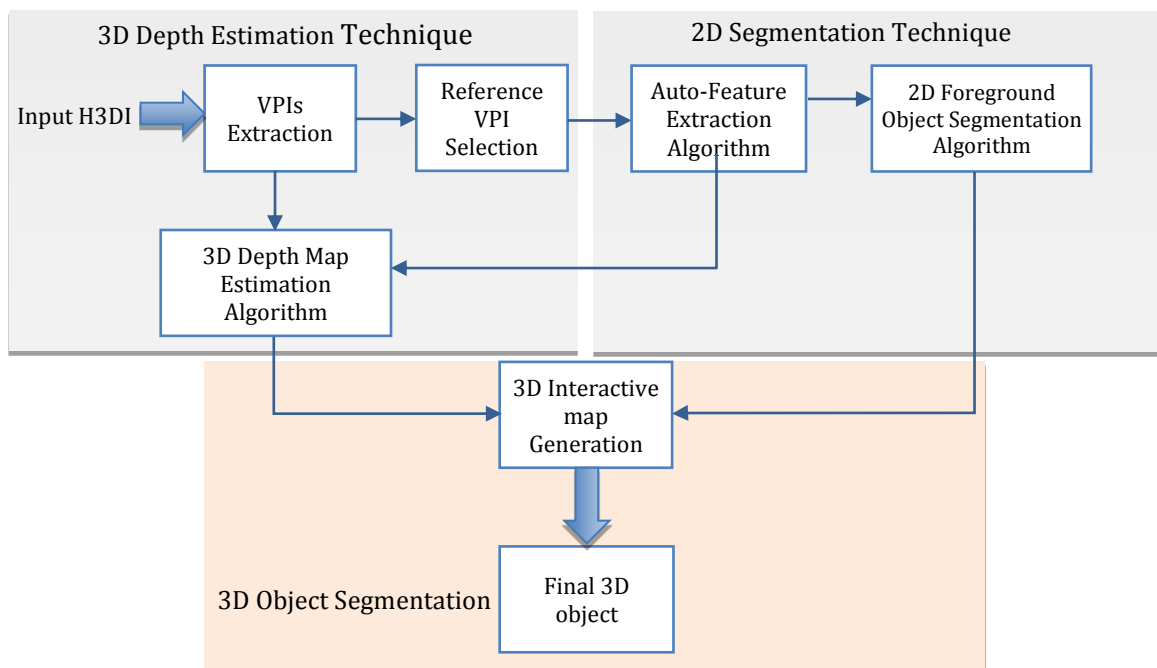 3D Depth Estimation Technique
2D Segmentation Technique
Input H3DI
VPIs
Extraction
Reference
VPI
Selection
Auto-Feature
Extraction
Algorithm
2D Foreground
Object Segmentation
Algorithm
3D Depth Map
Estimation
Algorithm
3D Interactive
map
Generation
3D Object Segmentation
Final 3D
object